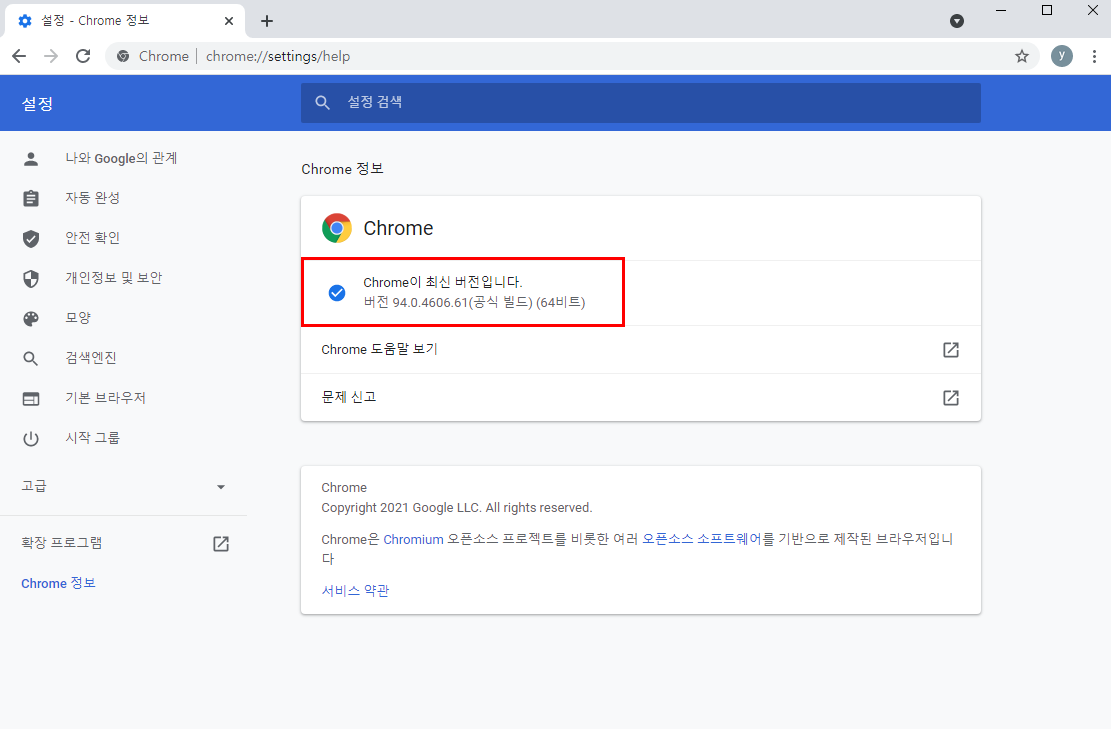 설정 - Chrome 정보
Chrome
chrome://settings/help
y
설정
설정 검색
나와 Google의 관계
자동 완성
안전 확인
개인정보 및 보안
모양
검색엔진
기본 브라우저
시작 그룹
고급
확장 프로그램
Chrome 정보
Chrome 정보
Chrome
Chrome이 최신 버전입니다.
버전 94.0.4606.61(공식 빌드) (64비트)
Chrome 도움말 보기
문제 신고
Chrome
Copyright 2021 Google LLC. All rights reserved.
Chrome은 Chromium 오픈소스 프로젝트를 비롯한 여러 오픈소스 소프트웨어를 기반으로 제작된 브라우저입니
다
서비스 약관